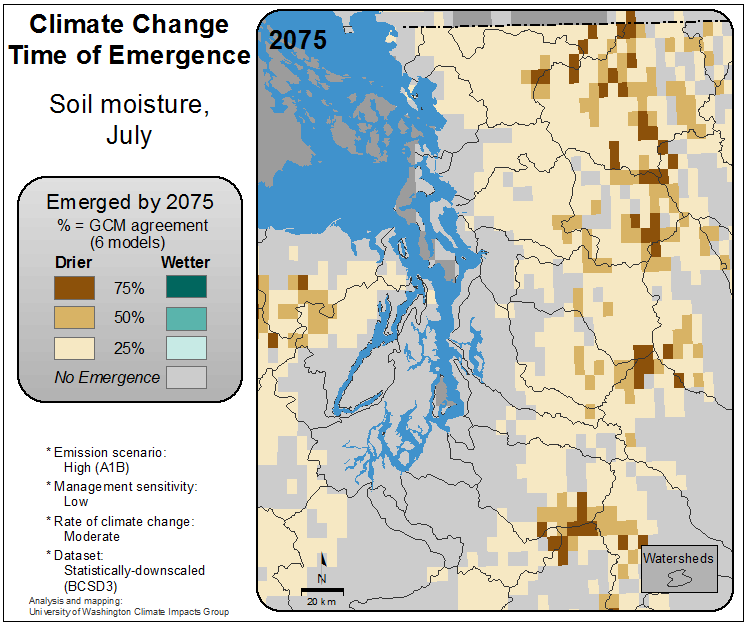 Climate Change
Time of Emergence
Soil moisture,
July
Emerged by 2075
% = GCM agreement
(6 models)
Drier Wetter
75%
50%
25%
No Emergence
* Emission scenario:
High (A1B)
* Management sensitivity:
Low
* Rate of climate change:
Moderate
* Dataset:
Statistically-downscaled
(BCSD3)
Analysis and mapping:
University of Washington Climate Impacts Group
2075
N
20 km
Watersheds